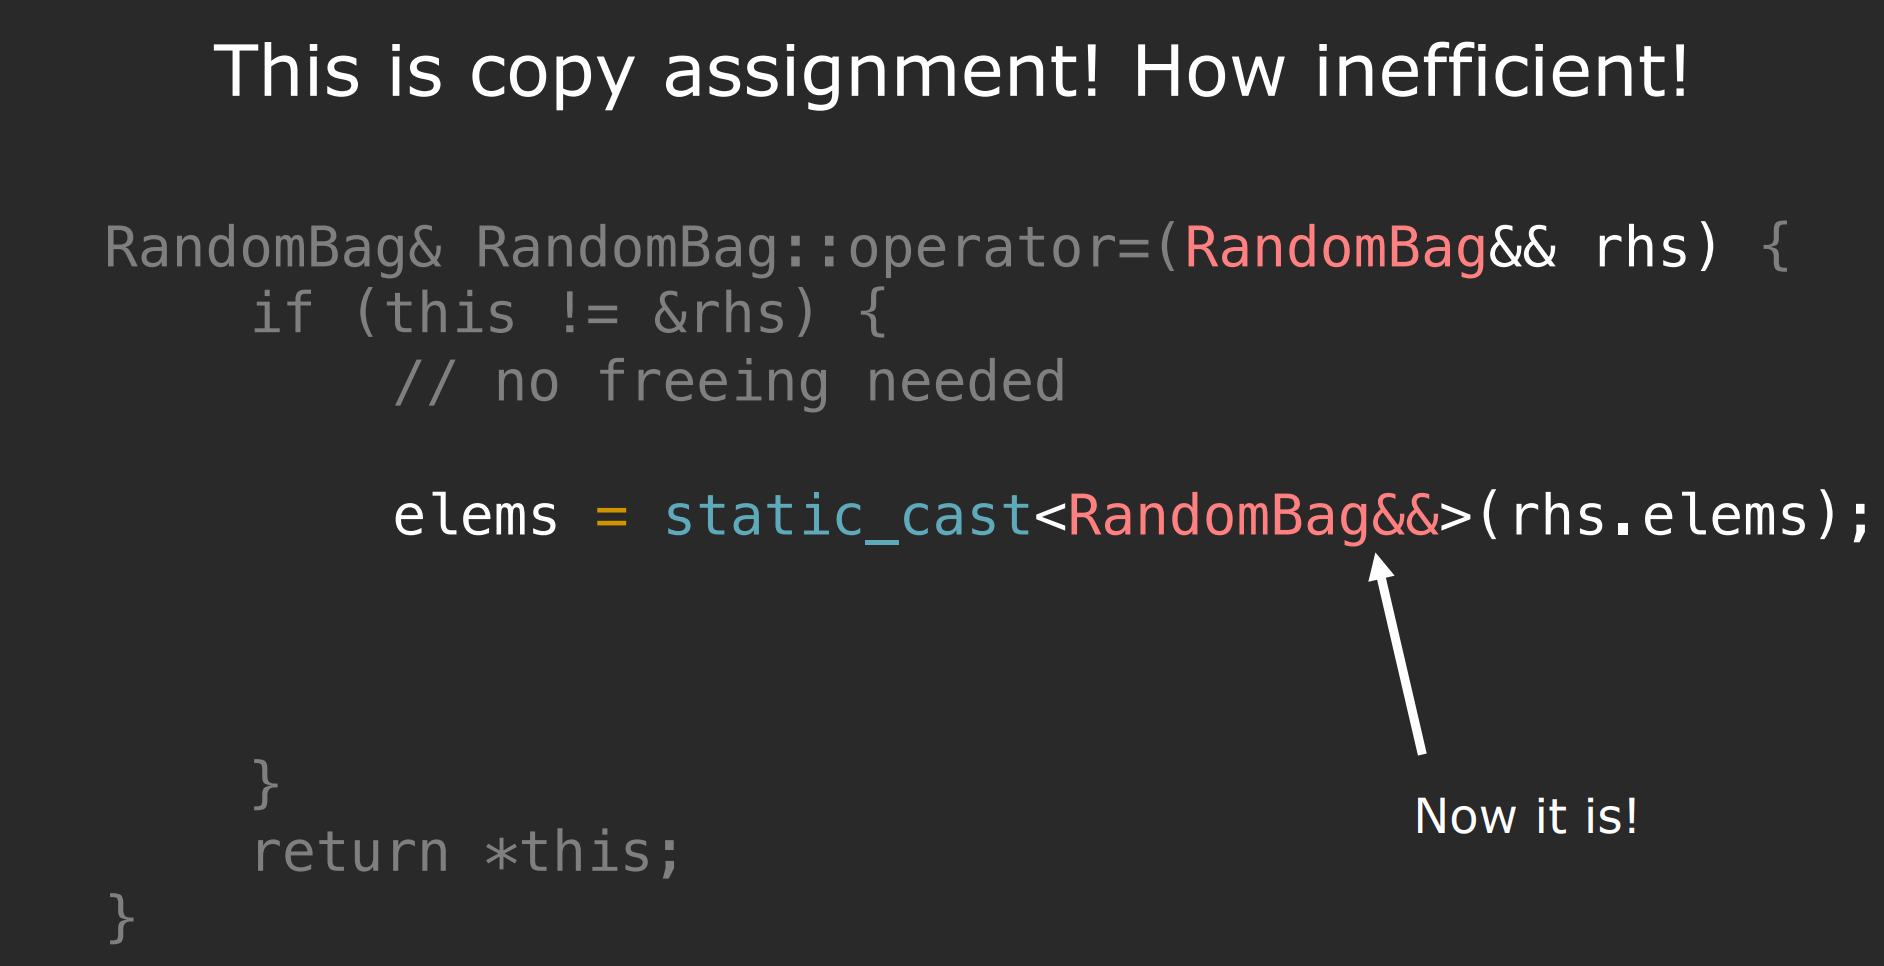 This is copy assignment! How inefficient!
RandomBag& RandomBag::operator=(RandomBag&& rhs) {
if (this != &rhs) {
// no freeing needed
elems = static_cast<RandomBag&&>(rhs.elems);
}
Now it is!
return *this;
}